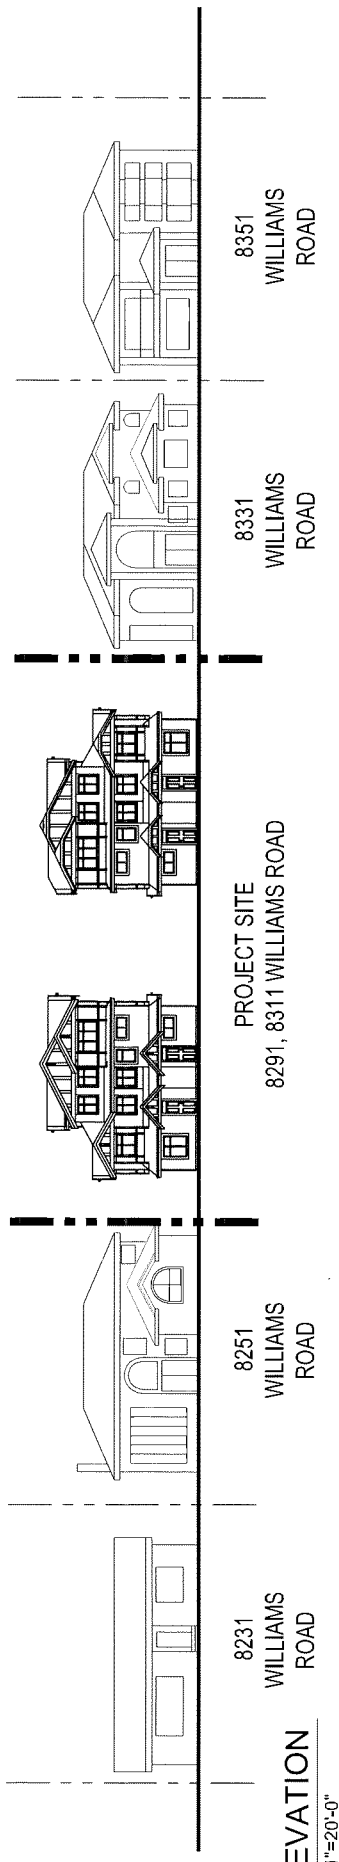 8231
WILLIAMS
ROAD
8251
WILLIAMS
ROAD
PROJECT SITE
8291, 8311 WILLIAMS ROAD
8331
WILLIAMS
ROAD
8351
WILLIAMS
ROAD
EVATION
"=20'-0"